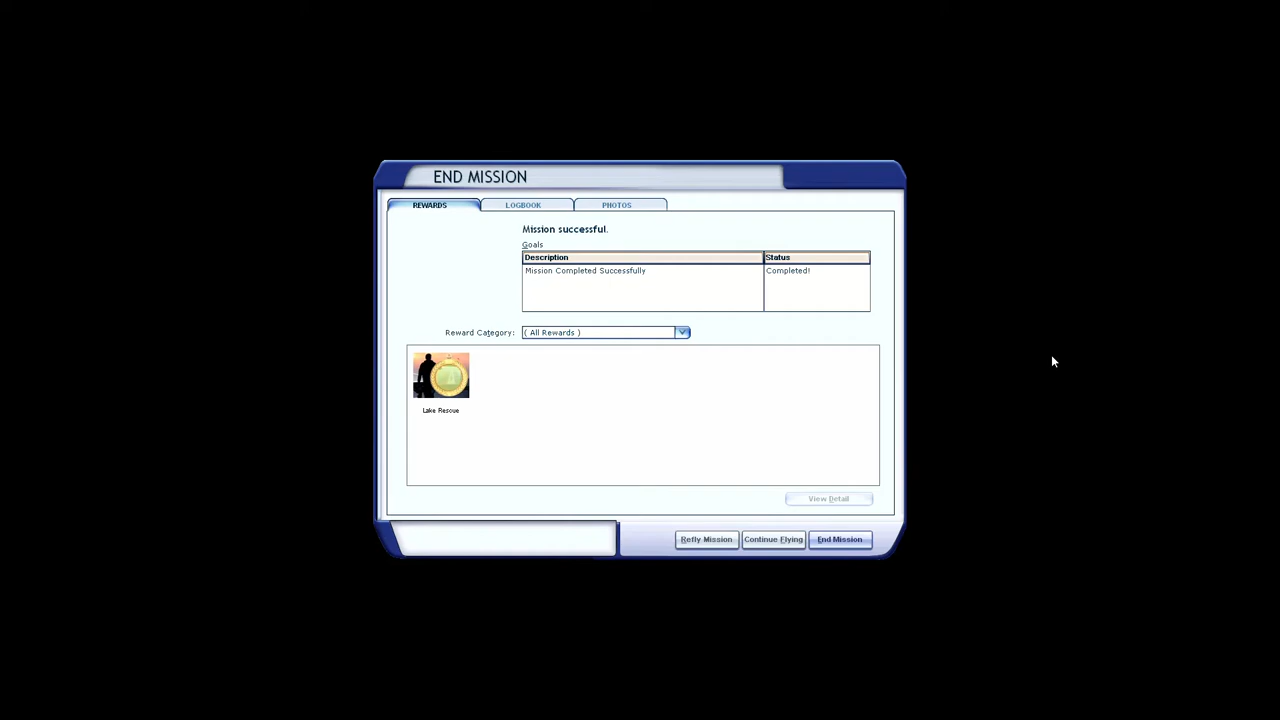 END MISSION
REWARDS LOGBOOK PHOTOS
Mission successful.
Goals
Description Status
Mission Completed Successfully Completed!
Reward Category: ( All Rewards )
Lake Rescue
View Detail
Refly Mission Continue Flying End Mission